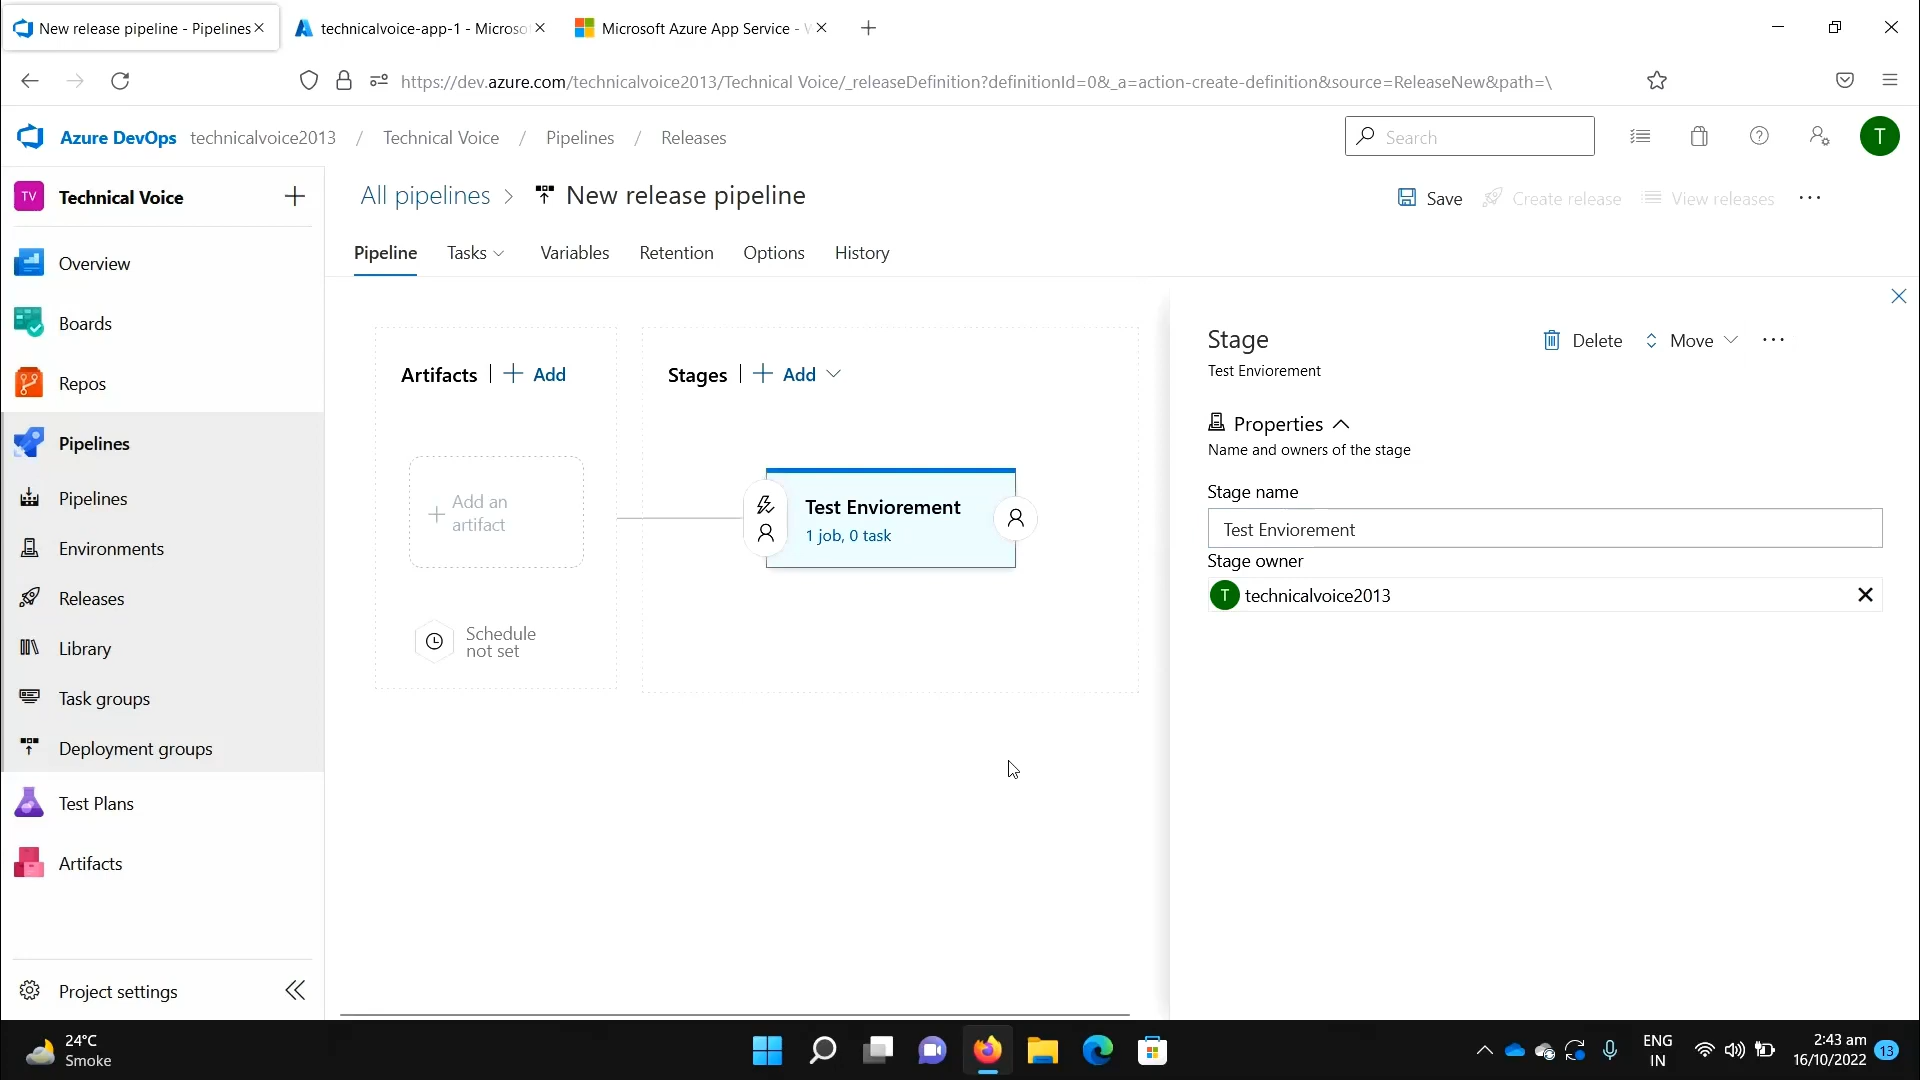 New release pipeline - Pipelines
technicalvoice-app-1 - Microso
Microsoft Azure App Service - V
https://dev.azure.com/technicalvoice2013/Technical Voice/_releaseDefinition?definitionId=0&_a=action-create-definition&source=ReleaseNew&path=\
Azure DevOps technicalvoice2013 / Technical Voice / Pipelines / Releases
Search
T
TV Technical Voice
All pipelines > New release pipeline
Save Create release View releases
Pipeline Tasks Variables Retention Options History
Overview
Boards
Repos
Pipelines
Pipelines
Environments
Releases
Library
Task groups
Deployment groups
Test Plans
Artifacts
Project settings
Artifacts | + Add
Add an
artifact
Schedule
not set
Stages | + Add
Test Enviorement
1 job, 0 task
Stage
Test Enviorement
Delete Move
Properties
Name and owners of the stage
Stage name
Test Enviorement
Stage owner
T technicalvoice2013
24°C
Smoke
ENG
IN
2:43 am
16/10/2022
13